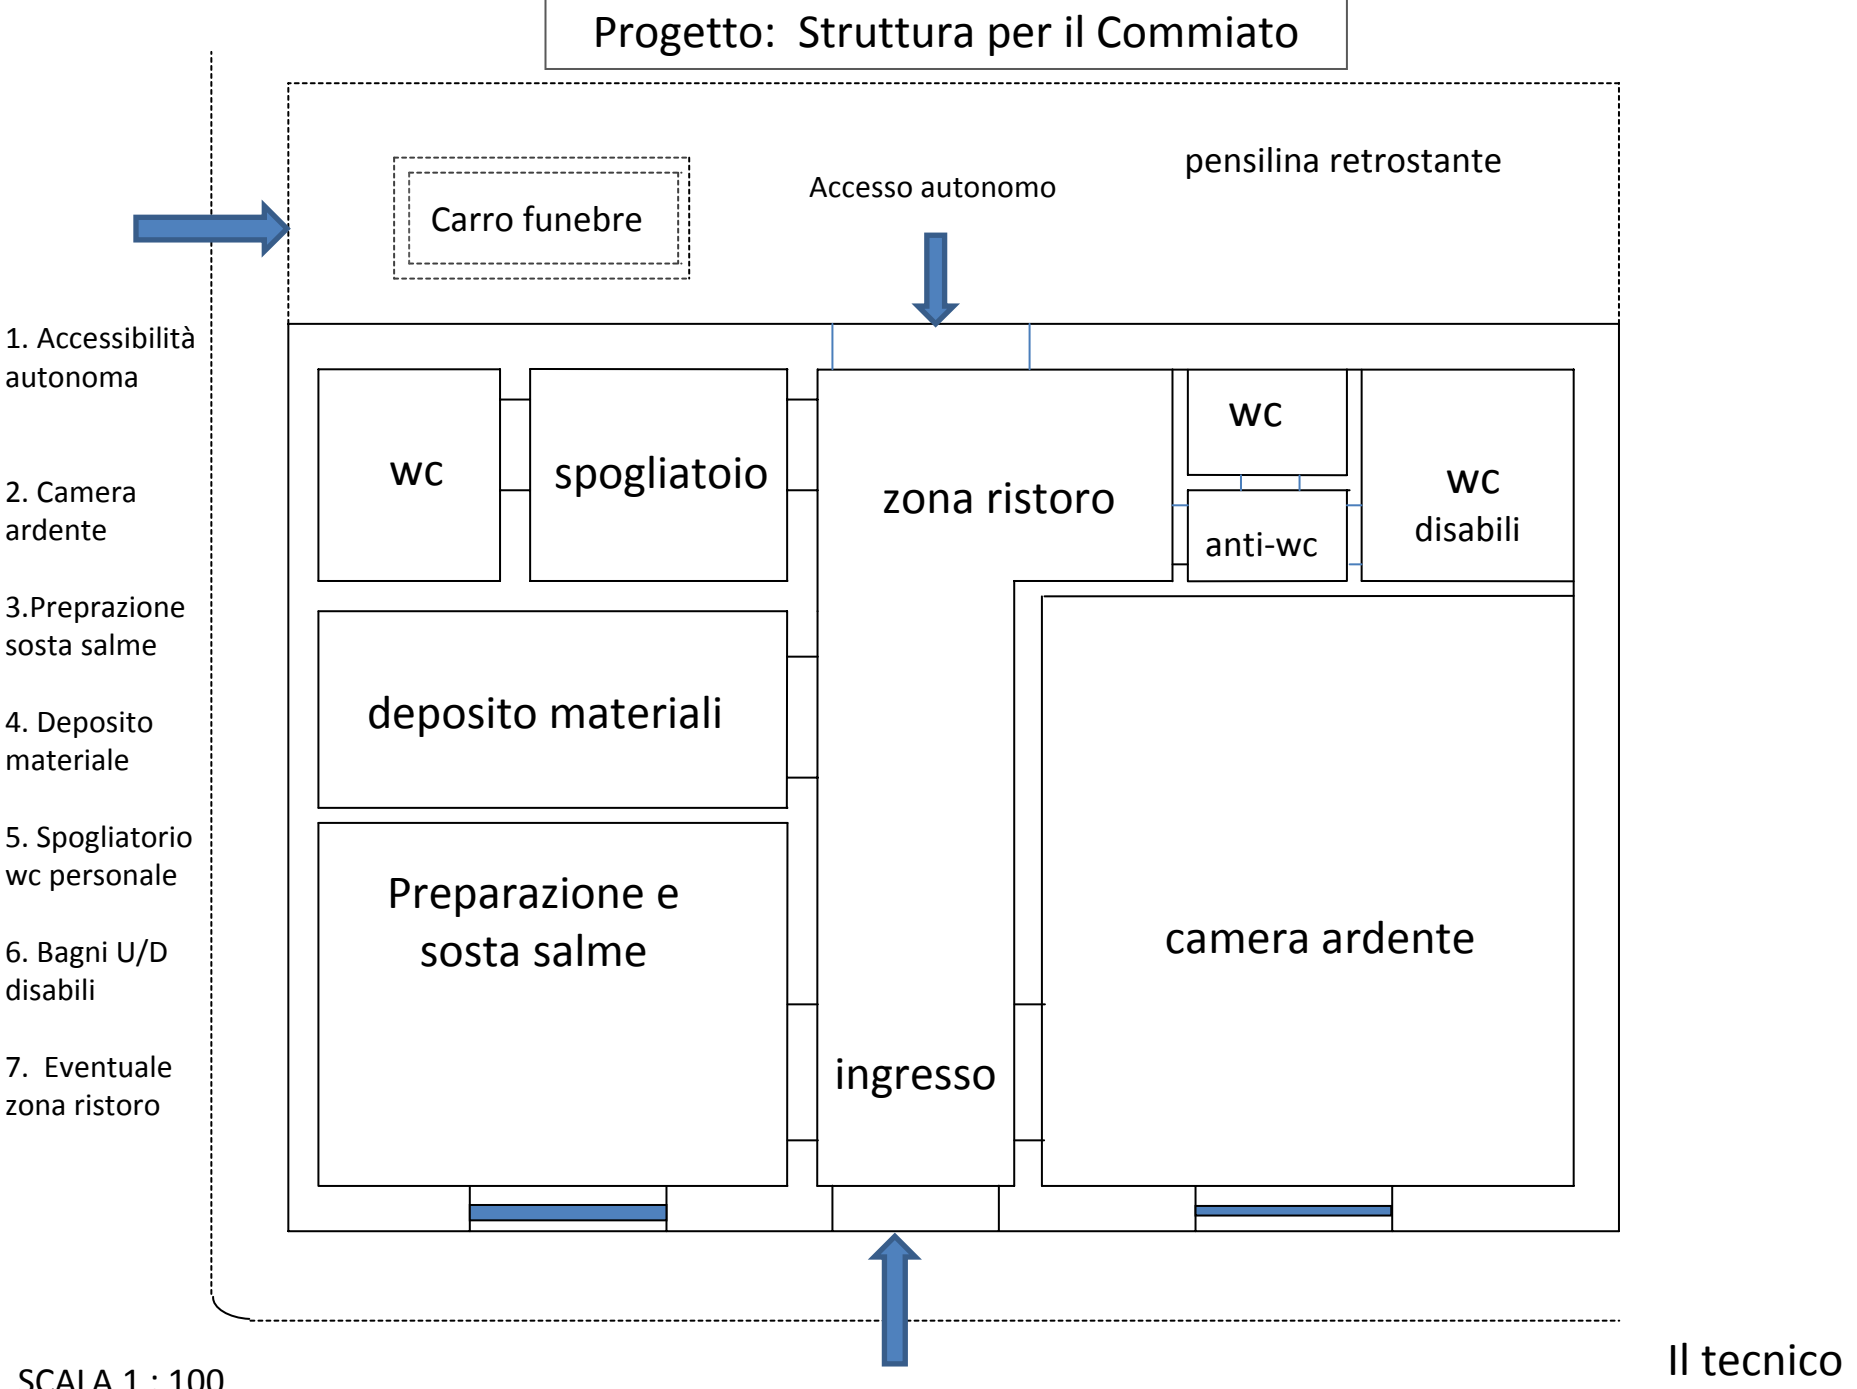 Progetto:  Struttura per il Commiato
pensilina retrostante
Accesso autonomo
Carro funebre
1. Accessibilità
autonoma
2. Camera
ardente
3.Preprazione
sosta salme
4. Deposito
materiale
5. Spogliatorio
wc personale
6. Bagni U/D
disabili
7.  Eventuale
zona ristoro
wc
spogliatoio
zona ristoro
wc
anti-wc
wc
disabili
deposito materiali
Preparazione e
sosta salme
camera ardente
ingresso
Il tecnico
SCALA 1 : 100